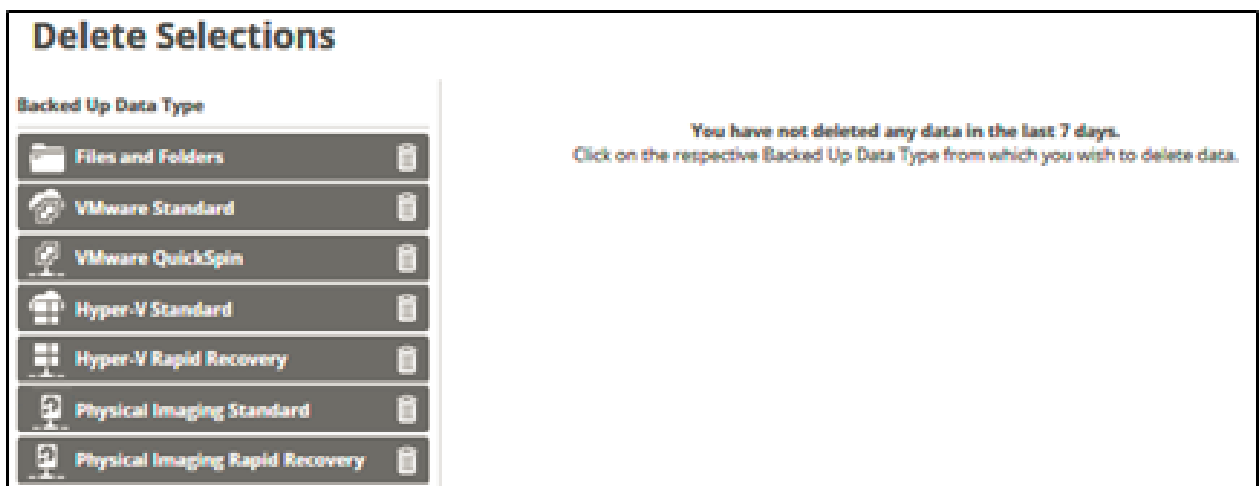 Delete Selections
Backed Up Data Type
Files and Folders
VMware Standard
VMware QuickSpin
Hyper-V Standard
Hyper-V Rapid Recovery
Physical Imaging Standard
Physical Imaging Rapid Recovery
You have not deleted any data in the last 7 days.
Click on the respective Backed Up Data Type from which you wish to delete data.